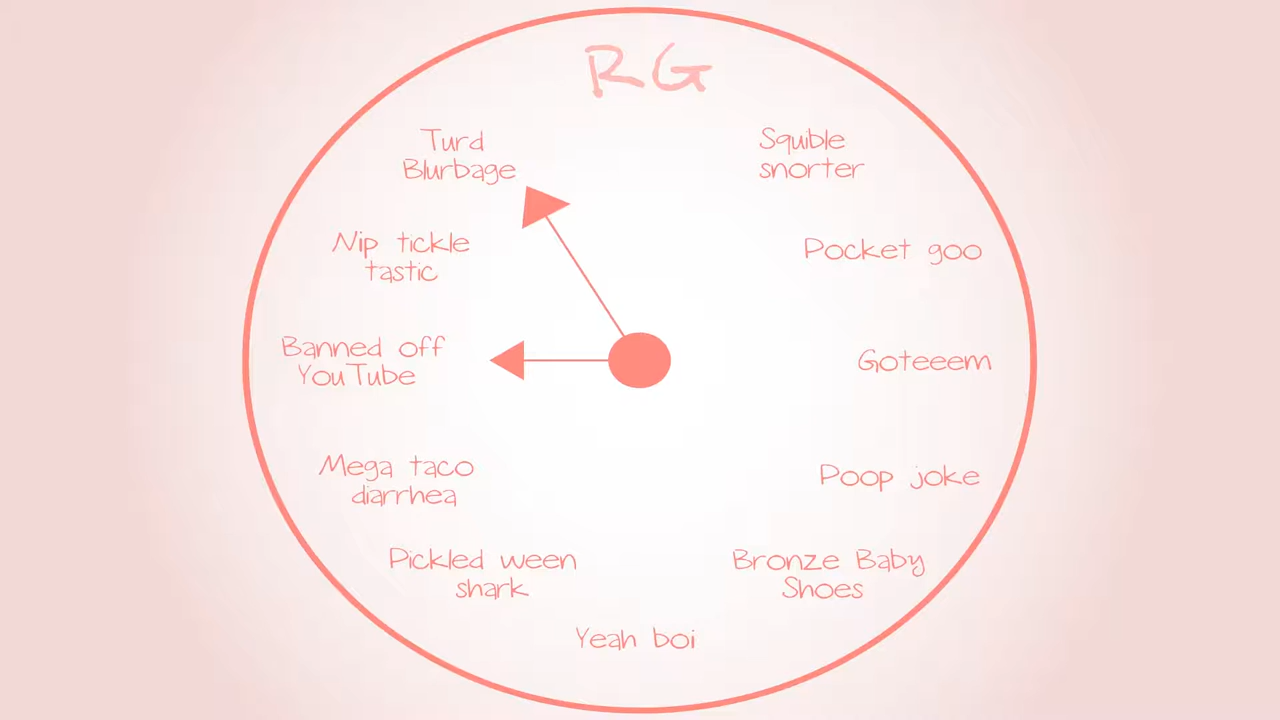 RG
Squible
snorter
Pocket goo
Goteeem
Poop joke
Bronze Baby
Shoes
Yeah boi
Pickled ween
shark
Mega taco
diarrhea
Banned off
YouTube
Nip tickle
tastic
Turd
Blurbage